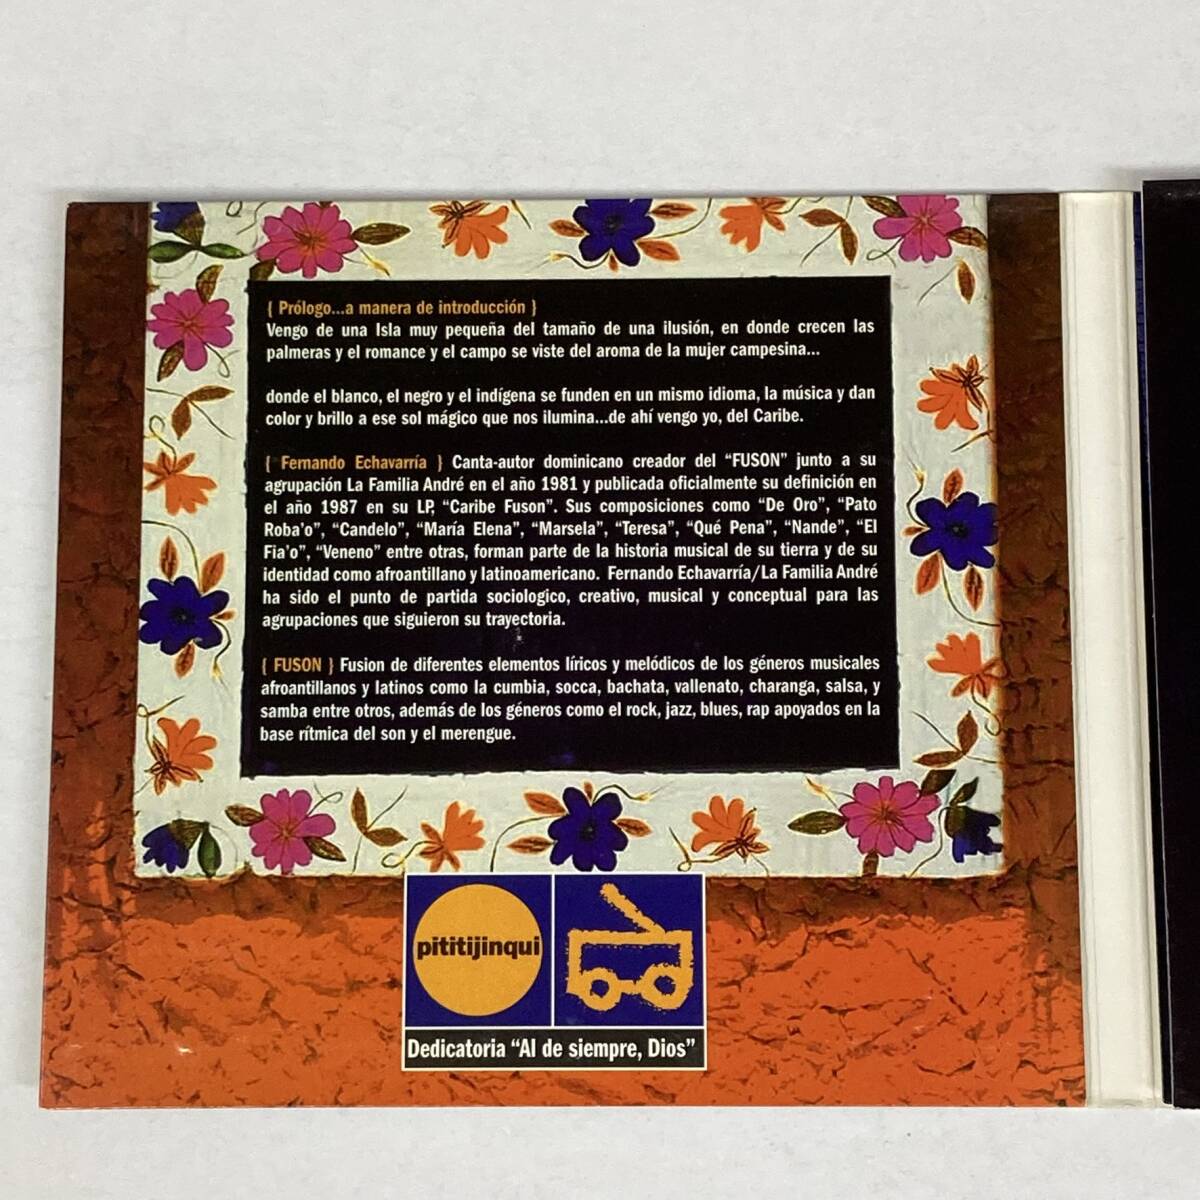 { Prólogo...a manera de introducción }
Vengo de una Isla muy pequeña del tamaño de una ilusión, en donde crecen las
palmeras y el romance y el campo se viste del aroma de la mujer campesina...
donde el blanco, el negro y el indígena se funden en un mismo idioma, la música y dan
color y brillo a ese sol mágico que nos ilumina...de ahí vengo yo, del Caribe.
{ Fernando Echavarría } Canta-autor dominicano creador del “FUSON” junto a su
agrupación La Familia André en el año 1981 y publicada oficialmente su definición en
el año 1987 en su LP, “Caribe Fuson”. Sus composiciones como “De Oro”, “Pato
Roba’o”, “Candelo”, “María Elena”, “Marsela”, “Teresa”, “Qué Pena”, “Nande”, “El
Fia’o”, “Veneno” entre otras, forman parte de la historia musical de su tierra y de su
identidad como afroantillano y latinoamericano. Fernando Echavarría/La Familia André
ha sido el punto de partida sociologico, creativo, musical y conceptual para las
agrupaciones que siguieron su trayectoria.
{ FUSON } Fusion de diferentes elementos líricos y melódicos de los géneros musicales
afroantillanos y latinos como la cumbia, socca, bachata, vallenato, charanga, salsa, y
samba entre otros, además de los géneros como el rock, jazz, blues, rap apoyados en la
base rítmica del son y el merengue.
pititijinqui
Dedicatoria “Al de siempre, Dios”